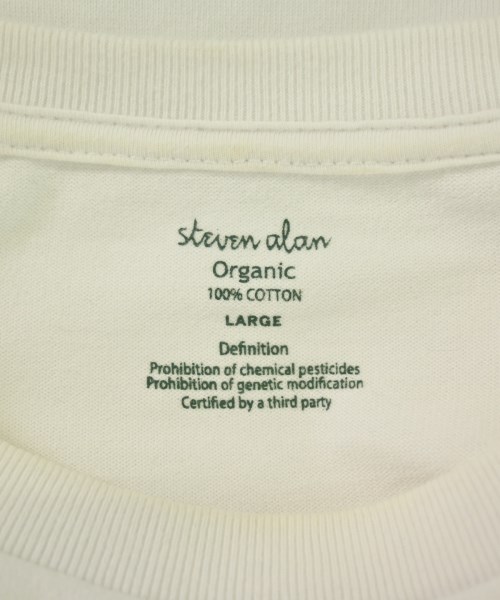 steven alan
Organic
100% COTTON
LARGE
Definition
Prohibition of chemical pesticides
Prohibition of genetic modification
Certified by a third party